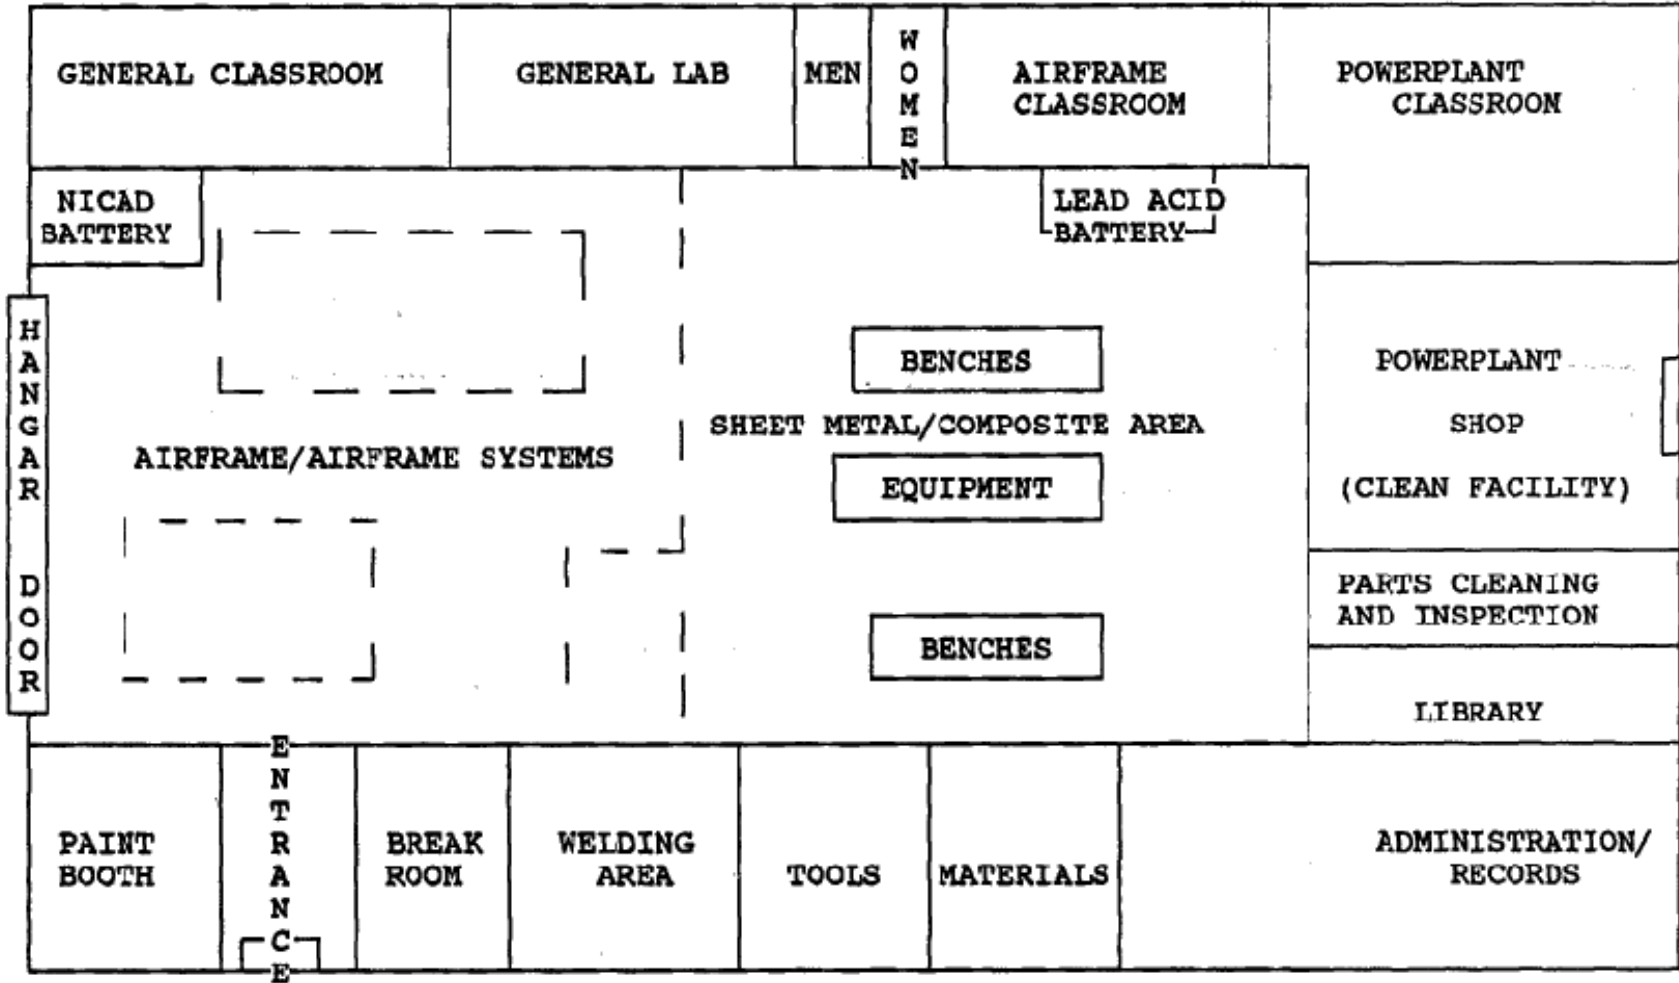 GENERAL CLASSROOM
GENERAL LAB
MEN
WOMEN
AIRFRAME
CLASSROOM
POWERPLANT
CLASSROOM
NICAD
BATTERY
LEAD ACID
BATTERY
HANGAR DOOR
BENCHES
POWERPLANT
SHOP
(CLEAN FACILITY)
SHEET METAL/COMPOSITE AREA
AIRFRAME/AIRFRAME SYSTEMS
EQUIPMENT
PARTS CLEANING
AND INSPECTION
BENCHES
LIBRARY
PAINT
BOOTH
ENTRANCE
BREAK
ROOM
WELDING
AREA
TOOLS
MATERIALS
ADMINISTRATION/
RECORDS